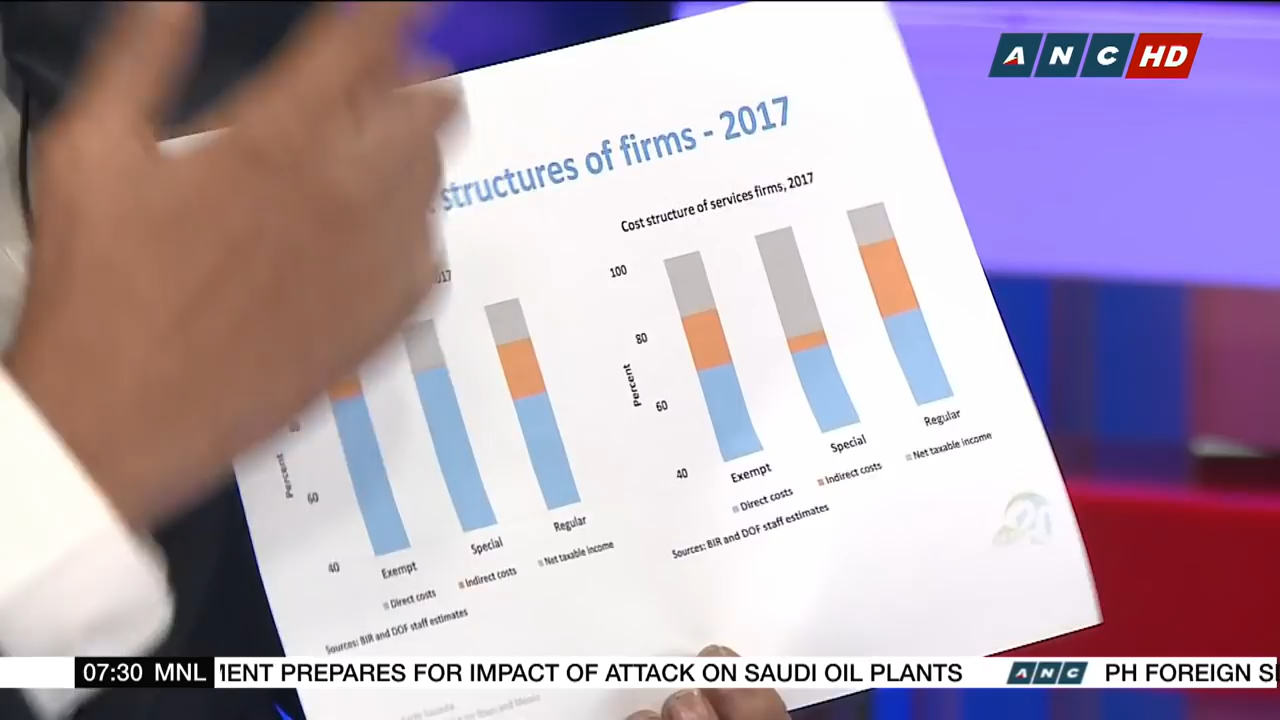 ANC HD
structures of firms - 2017
Cost structure of services firms, 2017
017
100
80
60
40
Percent
Exempt
Special
Regular
Direct costs
Indirect costs
Net taxable income
Sources: BIR and DOF staff estimates
Percent
60
40
Exempt
Special
Regular
Direct costs
Indirect costs
Net taxable income
Sources: BIR and DOF staff estimates
07:30 MNL
MENT PREPARES FOR IMPACT OF ATTACK ON SAUDI OIL PLANTS
ANC
PH FOREIGN S